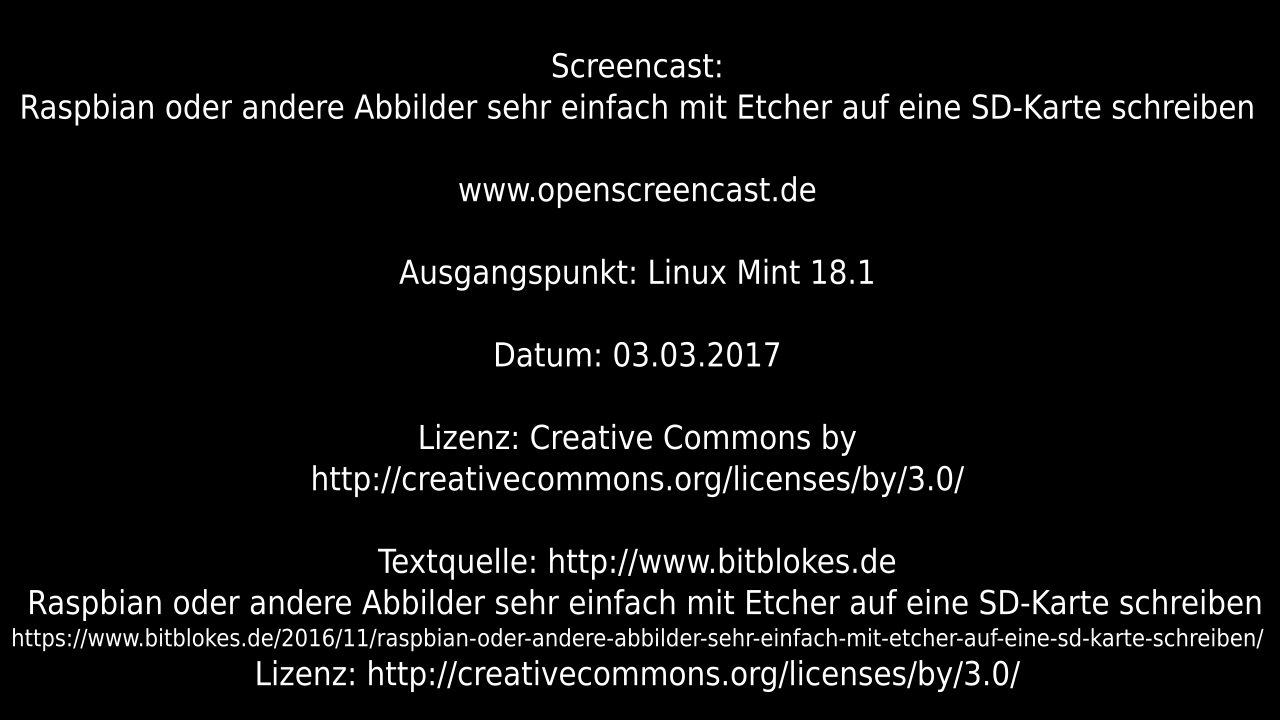 Screencast:
Raspbian oder andere Abbilder sehr einfach mit Etcher auf eine SD-Karte schreiben
www.openscreencast.de
Ausgangspunkt: Linux Mint 18.1
Datum: 03.03.2017
Lizenz: Creative Commons by
http://creativecommons.org/licenses/by/3.0/
Textquelle: http://www.bitblokes.de
Raspbian oder andere Abbilder sehr einfach mit Etcher auf eine SD-Karte schreiben
https://www.bitblokes.de/2016/11/raspbian-oder-andere-abbilder-sehr-einfach-mit-etcher-auf-eine-sd-karte-schreiben/
Lizenz: http://creativecommons.org/licenses/by/3.0/